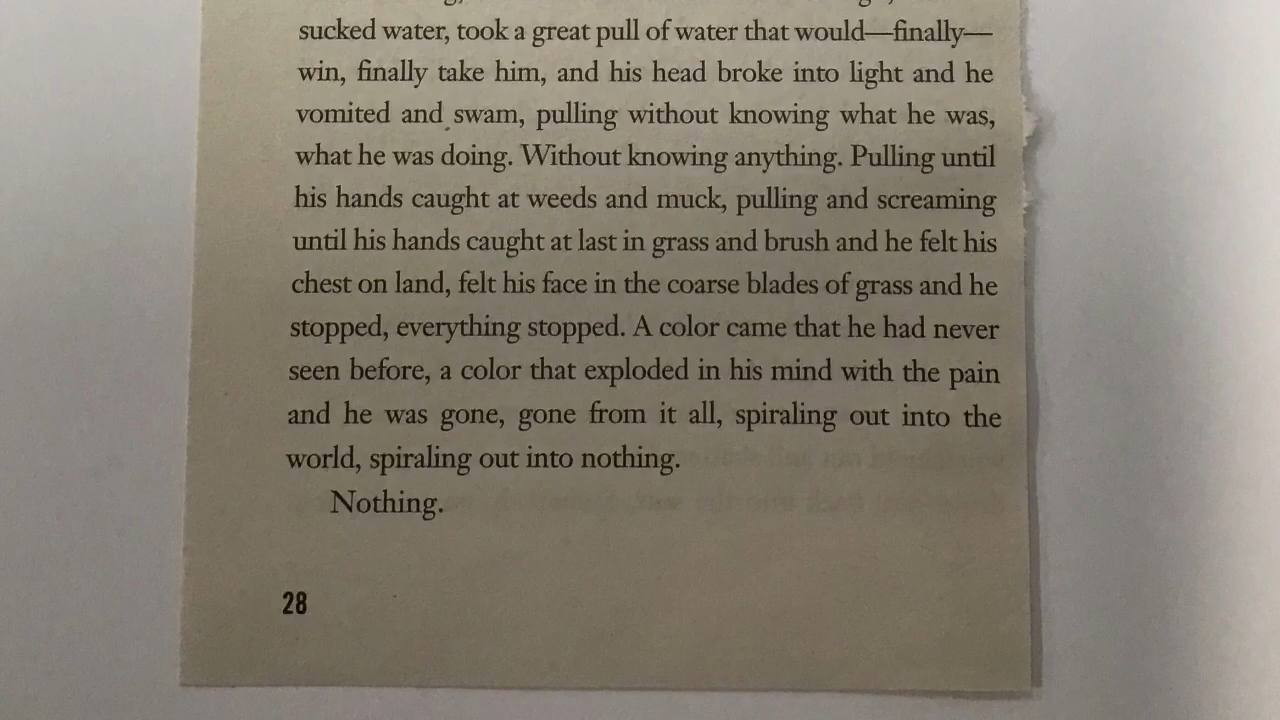 sucked water, took a great pull of water that would—finally—
win, finally take him, and his head broke into light and he
vomited and swam, pulling without knowing what he was,
what he was doing. Without knowing anything. Pulling until
his hands caught at weeds and muck, pulling and screaming
until his hands caught at last in grass and brush and he felt his
chest on land, felt his face in the coarse blades of grass and he
stopped, everything stopped. A color came that he had never
seen before, a color that exploded in his mind with the pain
and he was gone, gone from it all, spiraling out into the
world, spiraling out into nothing.
Nothing.
28